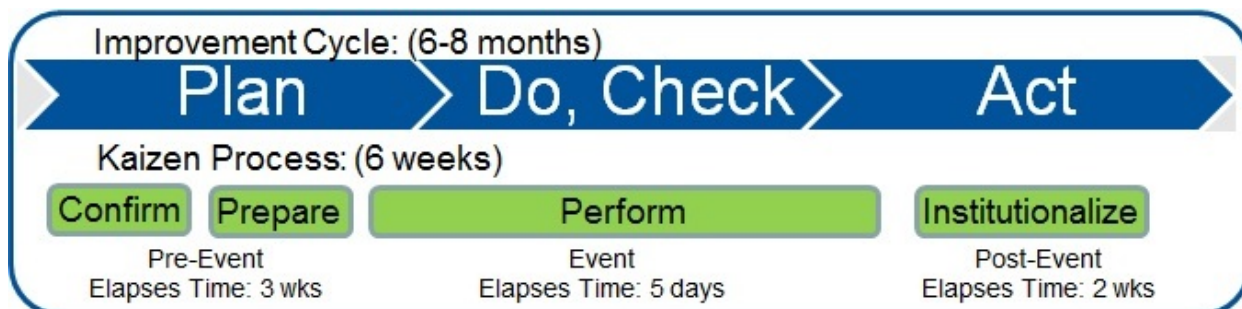 Improvement Cycle: (6-8 months)
Plan Do, Check Act
Kaizen Process: (6 weeks)
Confirm Prepare Perform Institutionalize
Pre-Event Event Post-Event
Elapses Time: 3 wks Elapses Time: 5 days Elapses Time: 2 wks